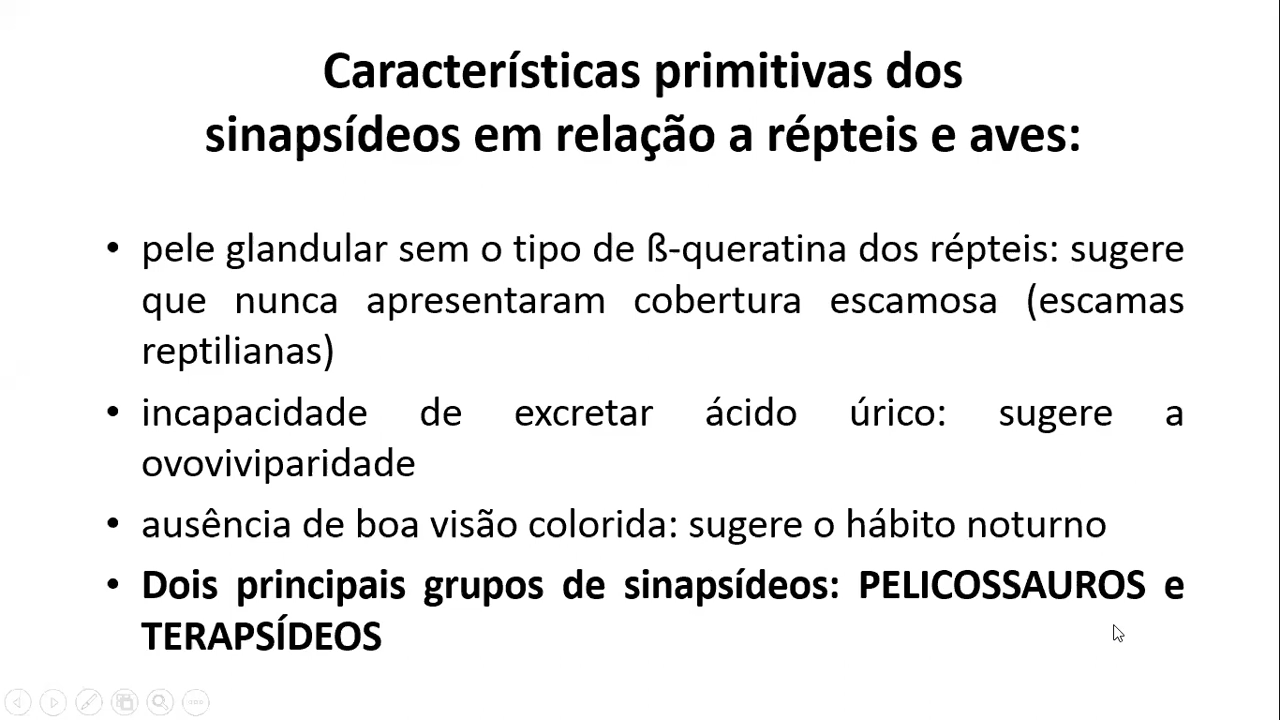 Características primitivas dos
sinapsídeos em relação a répteis e aves:
• pele glandular sem o tipo de ß-queratina dos répteis: sugere
que nunca apresentaram cobertura escamosa (escamas
reptilianas)
• incapacidade de excretar ácido úrico: sugere a
ovoviviparidade
• ausência de boa visão colorida: sugere o hábito noturno
• Dois principais grupos de sinapsídeos: PELICOSSAUROS e
TERAPSÍDEOS